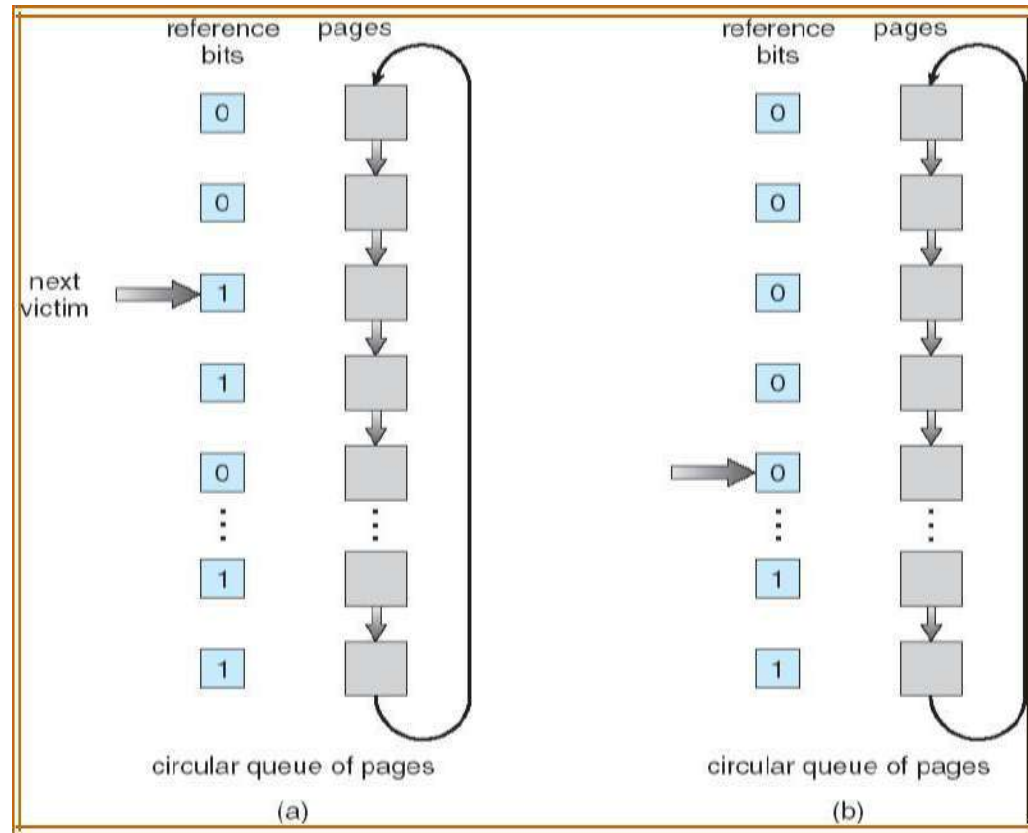 reference pages
bits
0
0
next
victim
1
1
0
1
1
circular queue of pages
(a)
reference pages
bits
0
0
0
0
0
1
1
circular queue of pages
(b)